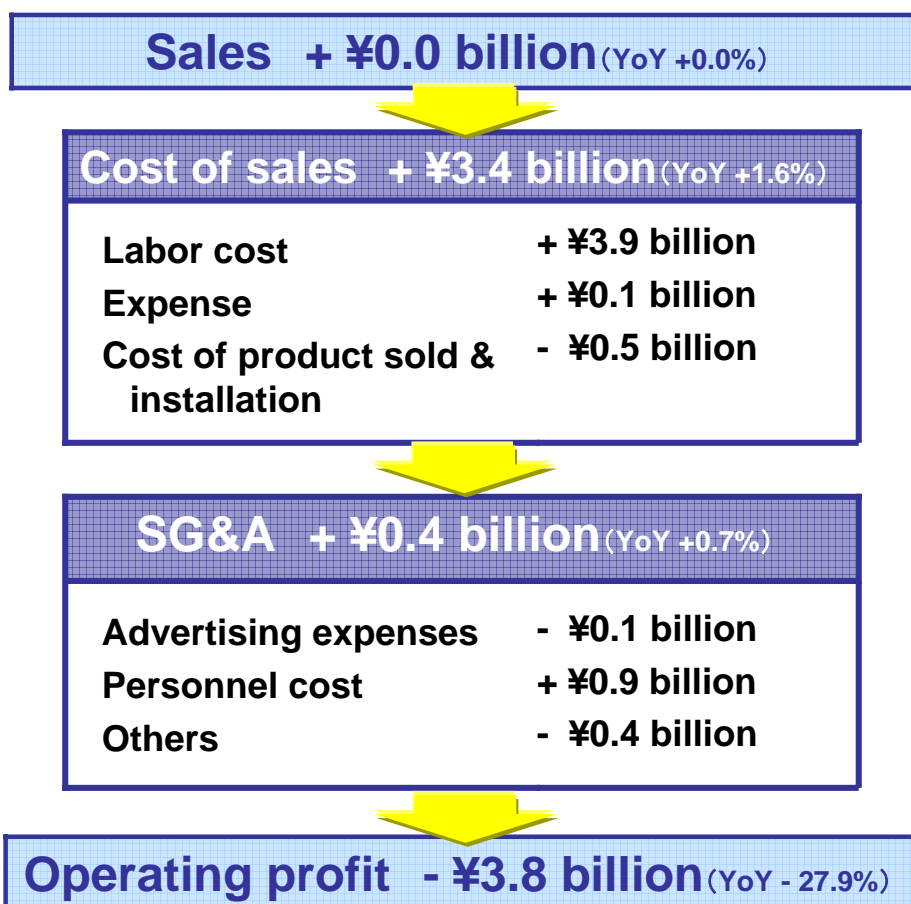 Sales + ¥0.0 billion（YoY +0.0%）
Cost of sales + ¥3.4 billion（YoY +1.6%）
Labor cost + ¥3.9 billion
Expense + ¥0.1 billion
Cost of product sold & - ¥0.5 billion
installation
SG&A + ¥0.4 billion（YoY +0.7%）
Advertising expenses - ¥0.1 billion
Personnel cost + ¥0.9 billion
Others - ¥0.4 billion
Operating profit - ¥3.8 billion（YoY - 27.9%）